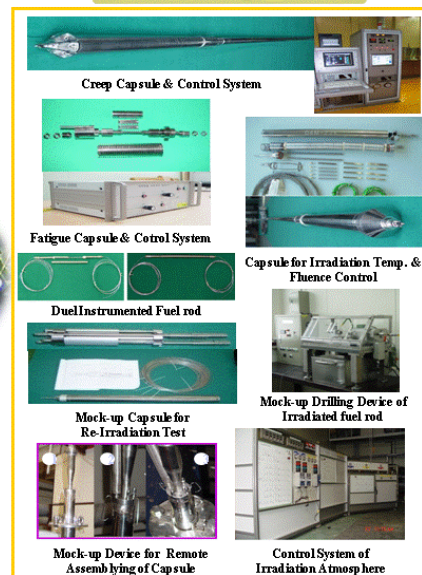 Creep Capsule & Control System
Fatigue Capsule & Cotrol System
Capsule for Irradiation Temp. &
Fluence Control
Duel Instrumented Fuel rod
Mock-up Capsule for
Re-Irradiation Test
Mock-up Drilling Device of
Irradiated fuel rod
Mock-up Device for Remote
Assemblying of Capsule
Control System of
Irradiation Atmosphere